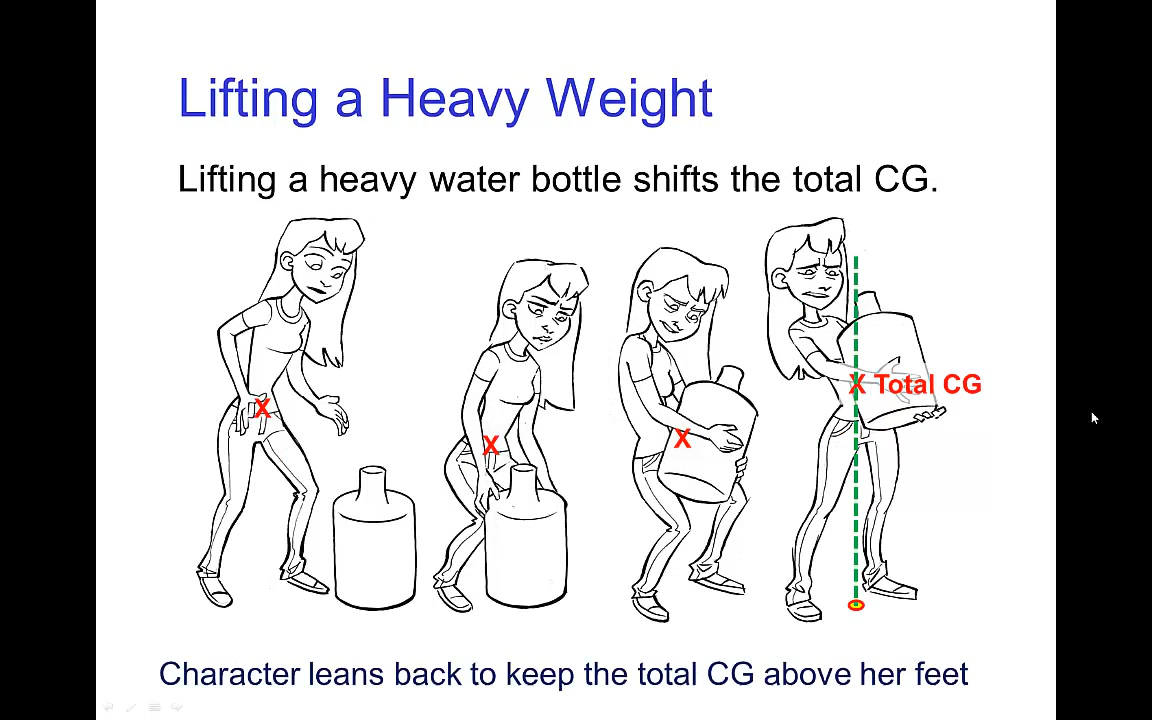 Lifting a Heavy Weight
Lifting a heavy water bottle shifts the total CG.
X
X
X
X Total CG
Character leans back to keep the total CG above her feet